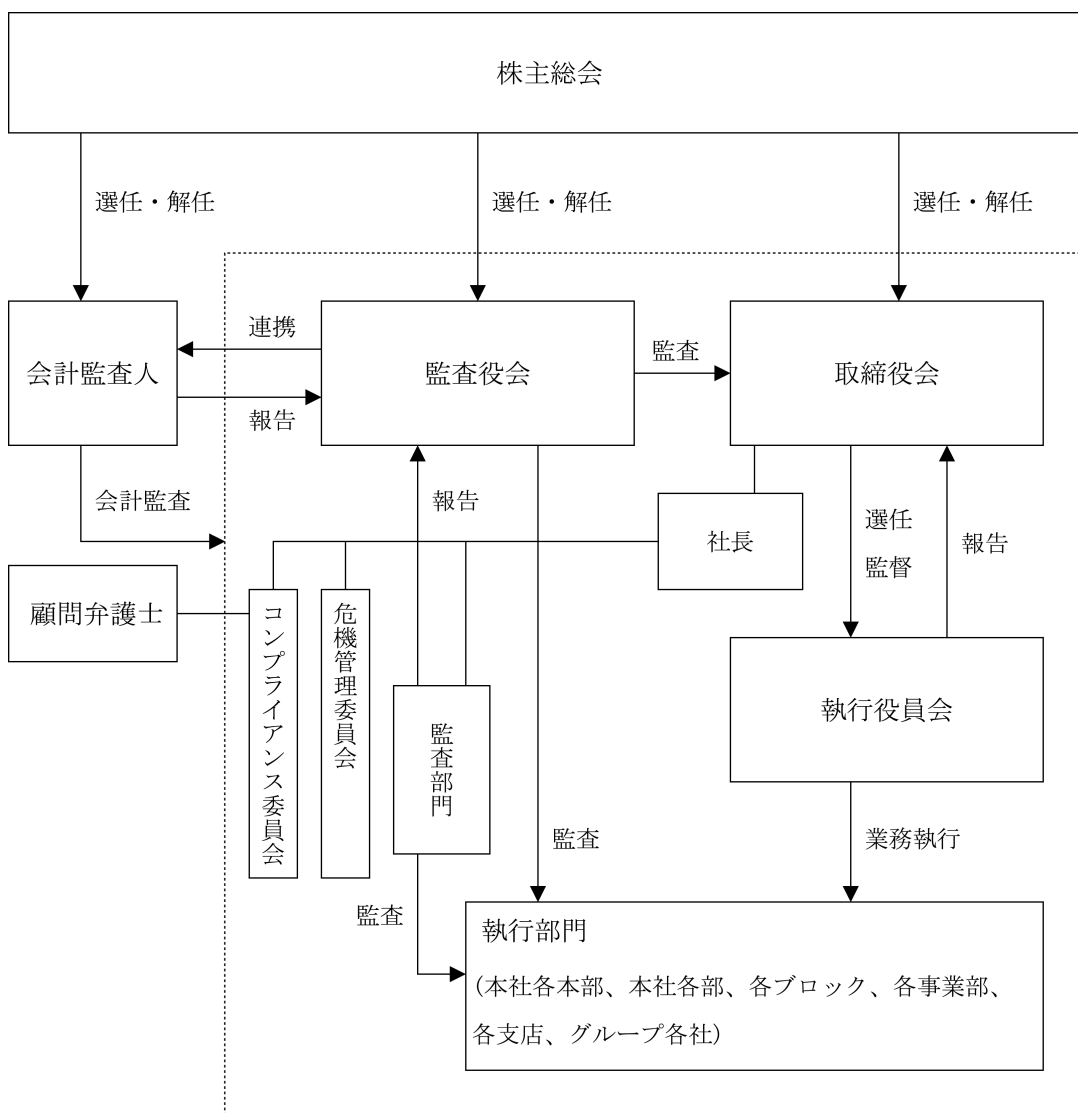 株主総会
選任・解任
選任・解任
選任・解任
会計監査人
連携
報告
監査役会
監査
取締役会
会計監査
報告
社長
選任
監督
報告
顧問弁護士
コンプライアンス委員会
危機管理委員会
監査部門
執行役員会
監査
監査
業務執行
執行部門
(本社各本部、本社各部、各ブロック、各事業部、
各支店、グループ各社)